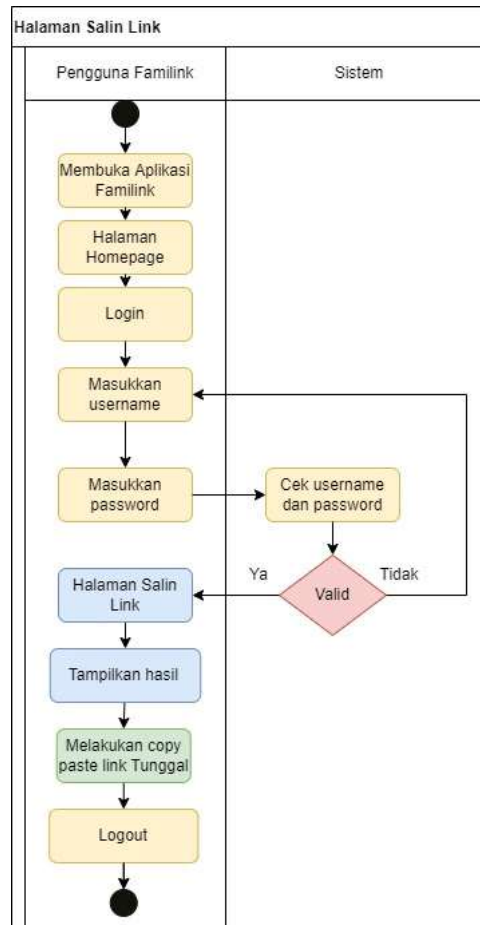 Halaman Salin Link
Pengguna Familink
Sistem
Membuka Aplikasi
Familink
Halaman
Homepage
Login
Masukkan
username
Masukkan
password
Cek username
dan password
Ya
Valid
Tidak
Halaman Salin
Link
Tampilkan hasil
Melakukan copy
paste link Tunggal
Logout